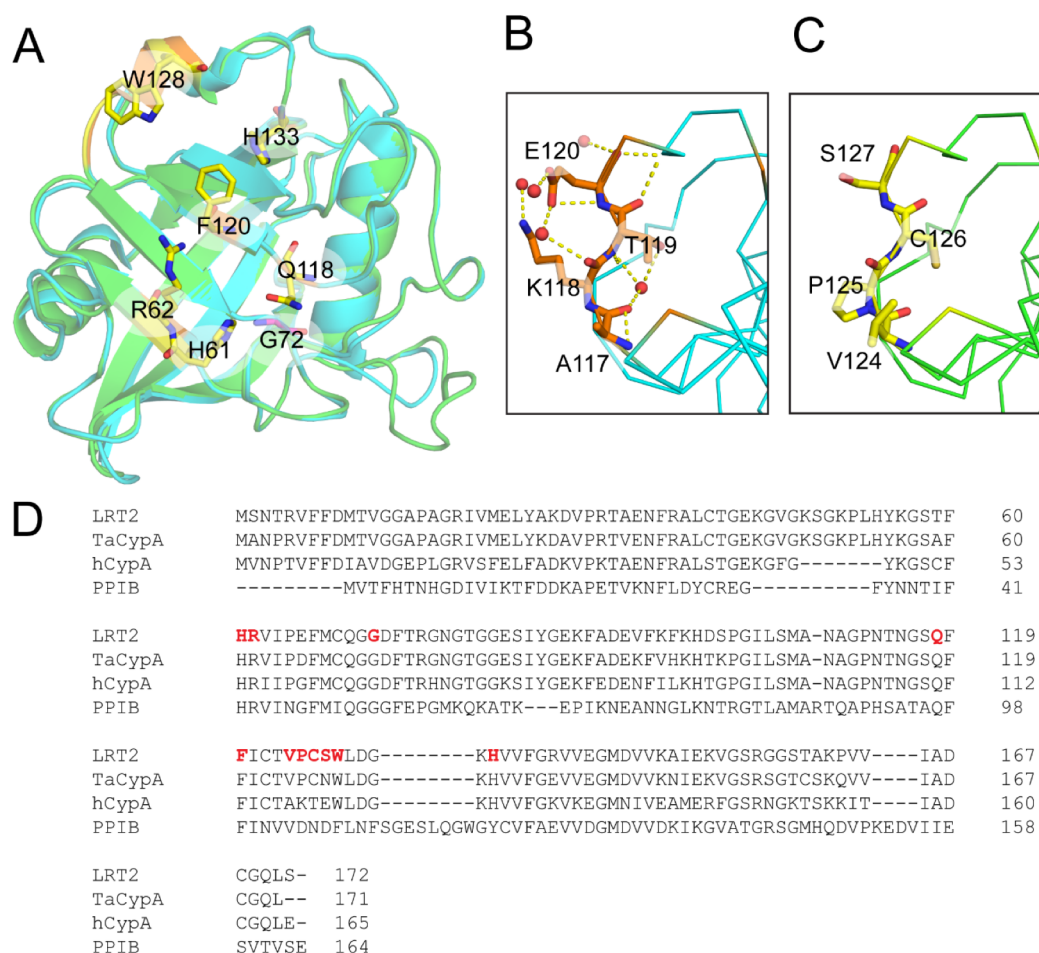 A
W128
H133
F120
Q118
R62
G72
H61
B
E120
T119
K118
A117
C
S127
C126
P125
V124
D
LRT2 MSNTRVFFDMTVGGAPAGRIVMELYAKDVPRTAENFRALCTGEKGVGKSGKPLHYKGSTF 60
TaCypA MANPRVFFDMTVGGAPAGRIVMELYKDAVPRTVENFRALCTGEKGVGKSGKPLHYKGSAF 60
hCypA MVNPTVFFDIAVDGEPLGRVSFELFADKVPKTAENFRALSTGEKGFG-------YKGSCF 53
PPIB ---------MVTFHTNHGDIVIKTFDDKAPETVKNFLDYCREG-------FYNNTIF 41
LRT2 HRVIPEFMCQGGDFTRGNGTGGESIYGEKFADEVFKFKHDSPGILSMA-NAGPNTNGSQF 119
TaCypA HRVIPDFMCQGGDFTRGNGTGGESIYGEKFADEKFVHKHTKPGILSMA-NAGPNTNGSQF 119
hCypA HRIIPGFMCQGGDFTRHNGTGGKSIYGEKFEDENFILKHTGPGILSMA-NAGPNTNGSQF 112
PPIB HRVINGFMIQGGGFEPGMKQKATK---EPIKNEANNGLKNTRGTLAMARTQAPHSATAQF 98
LRT2 FICTVPCSWLDG--------KHVVFGRVVEGMDVVKAIEKVGSRGGSTAKPVV----IAD 167
TaCypA FICTVPCNWLDG--------KHVVFGEVVEGMDVVKNIEKVGSRSGTCSKQVV----IAD 167
hCypA FICTAKTEWLDG--------KHVVFGKVKEGMNIVEAMERFGSRNGKTSKKIT----IAD 160
PPIB FINVVDNDFLNFSGESLQGWGYCVFAEVVDGMDVVDKIKGVATGRSGMHQDVPKEDVIIE 158
LRT2 CGQLS- 172
TaCypA CGQL-- 171
hCypA CGQLE- 165
PPIB SVTVSE 164